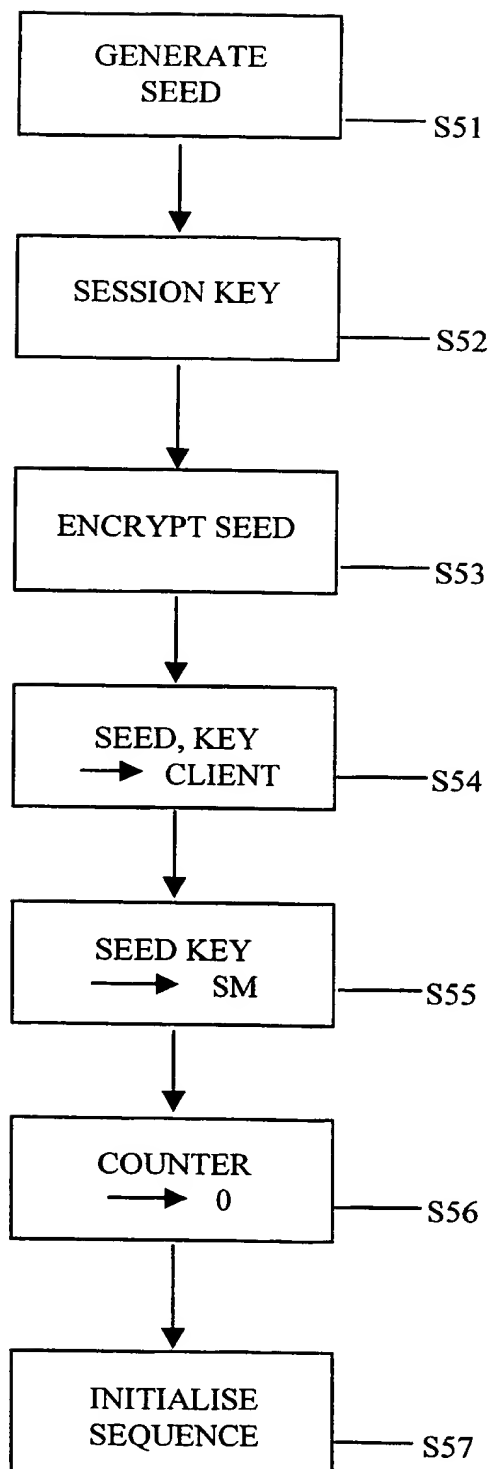 GENERATE
SEED
S51
SESSION KEY
S52
ENCRYPT SEED
S53
SEED, KEY
→ CLIENT
S54
SEED KEY
→ SM
S55
COUNTER
→ 0
S56
INITIALISE
SEQUENCE
S57